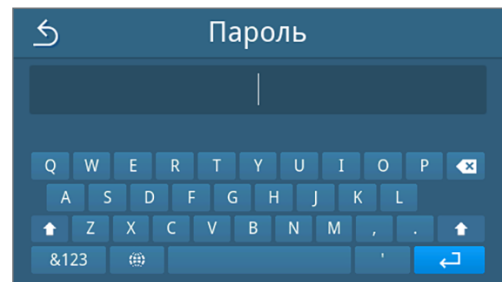 Пароль
Q W E R T Y U I O P
A S D F G H J K L
Z X C V B N M , .
&123 '